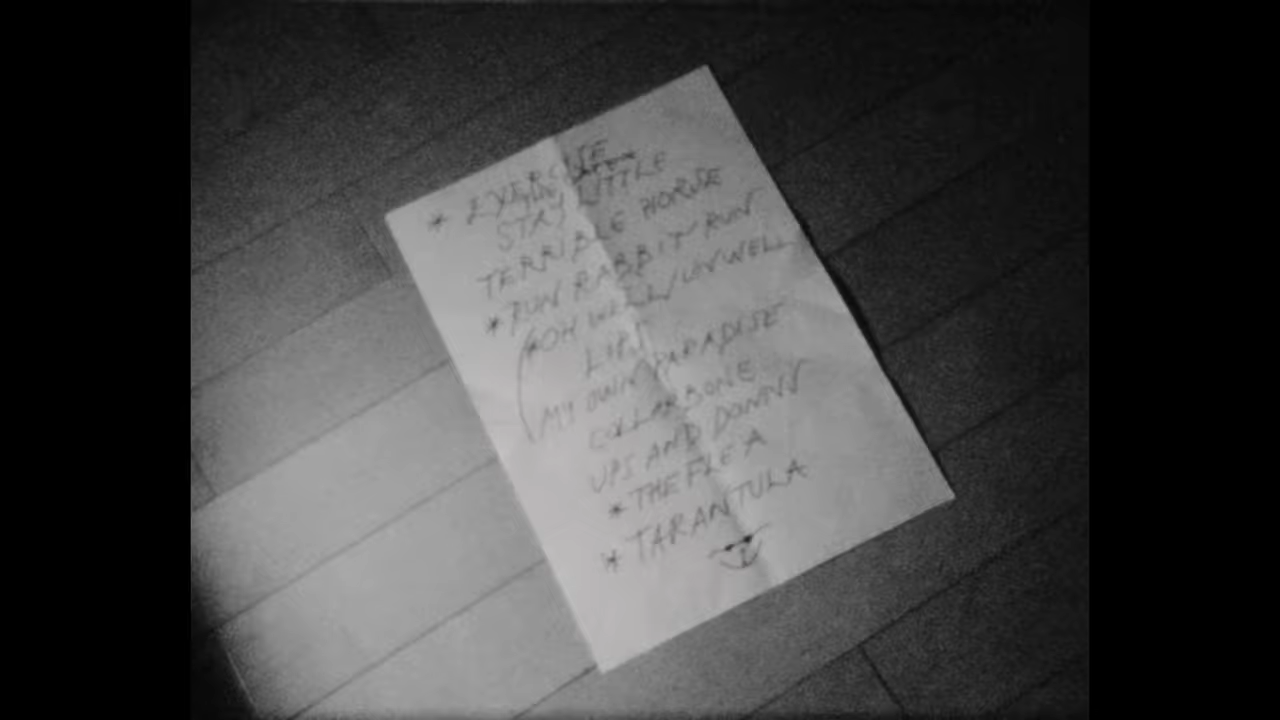 * EXERCISE
STAY LITTLE
TERRIBLE HORSE
* RUN RABBIT RUN
* OH WELL/UNWELL
MY OWN PARADISE
COLLARBONE
UPS AND DOWNS
* THE FLEA
* TARANTULA